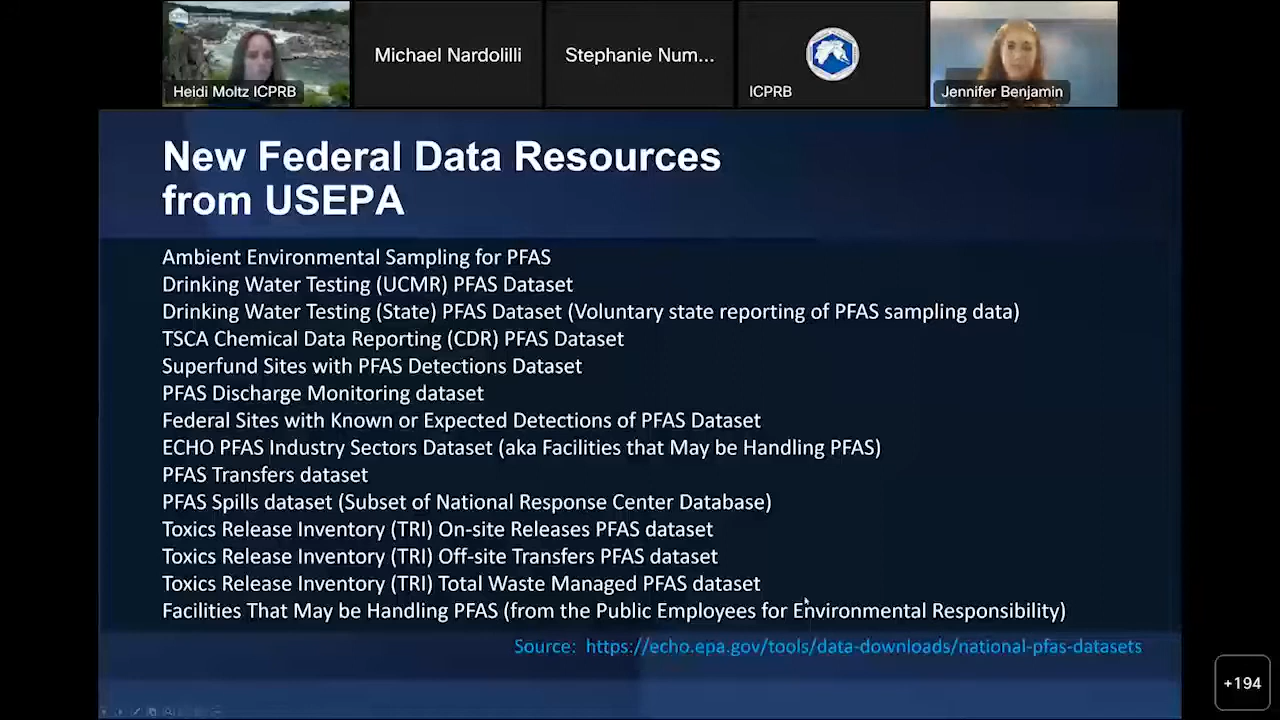 Heidi Moltz ICPRB
Michael Nardolilli
Stephanie Num...
ICPRB
Jennifer Benjamin
New Federal Data Resources
from USEPA
Ambient Environmental Sampling for PFAS
Drinking Water Testing (UCMR) PFAS Dataset
Drinking Water Testing (State) PFAS Dataset (Voluntary state reporting of PFAS sampling data)
TSCA Chemical Data Reporting (CDR) PFAS Dataset
Superfund Sites with PFAS Detections Dataset
PFAS Discharge Monitoring dataset
Federal Sites with Known or Expected Detections of PFAS Dataset
ECHO PFAS Industry Sectors Dataset (aka Facilities that May be Handling PFAS)
PFAS Transfers dataset
PFAS Spills dataset (Subset of National Response Center Database)
Toxics Release Inventory (TRI) On-site Releases PFAS dataset
Toxics Release Inventory (TRI) Off-site Transfers PFAS dataset
Toxics Release Inventory (TRI) Total Waste Managed PFAS dataset
Facilities That May be Handling PFAS (from the Public Employees for Environmental Responsibility)
Source: https://echo.epa.gov/tools/data-downloads/national-pfas-datasets
+194